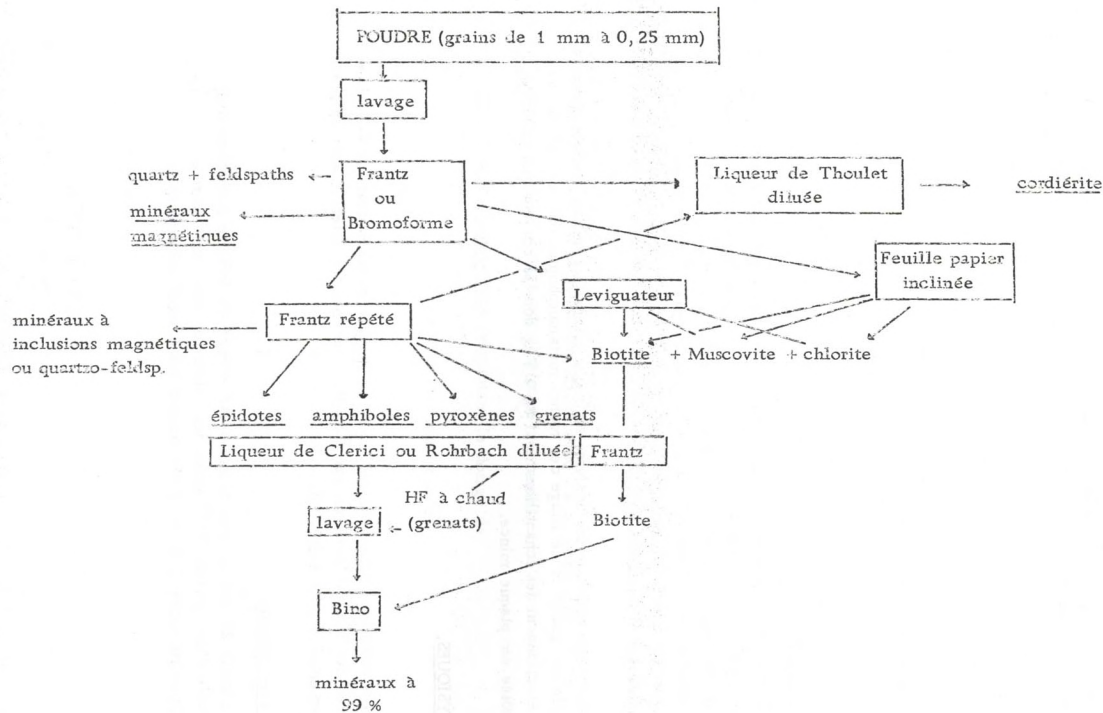 POUDRE (grains de 1 mm à 0,25 mm)
lavage
quartz + feldspaths
Frantz
ou
Bromoforme
Liqueur de Thoulet
diluée
cordiérite
minéraux
magnétiques
Feuille papier
inclinée
Leviguateur
minéraux à
inclusions magnétiques
ou quartzo-feldsp.
Frantz répété
Biotite + Muscovite + chlorite
épidotes amphiboles pyroxènes grenats
Liqueur de Clerici ou Rohrbach diluée
Frantz
HF à chaud
(grenats)
lavage
Biotite
Bino
minéraux à
99 %